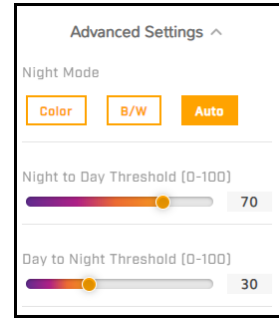 Advanced Settings
Night Mode
Color B/W Auto
Night to Day Threshold (0-100)
70
Day to Night Threshold (0-100)
30